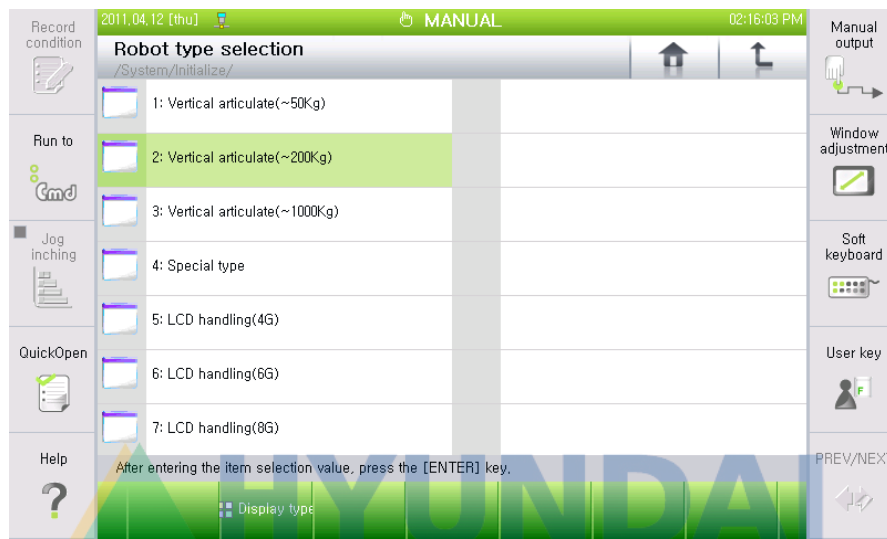 Record
condition
2011,04,12 [thu]
MANUAL
02:16:03 PM
Manual
output
Robot type selection
/System/Initialize/
1: Vertical articulate(~50Kg)
Run to
Cmd
2: Vertical articulate(~200Kg)
Window
adjustment
3: Vertical articulate(~1000Kg)
Jog
inching
4: Special type
Soft
keyboard
5: LCD handling(4G)
QuickOpen
6: LCD handling(6G)
User key
F
7: LCD handling(8G)
Help
?
After entering the item selection value, press the [ENTER] key,
PREV/NEX
Display type
HYUNDAI